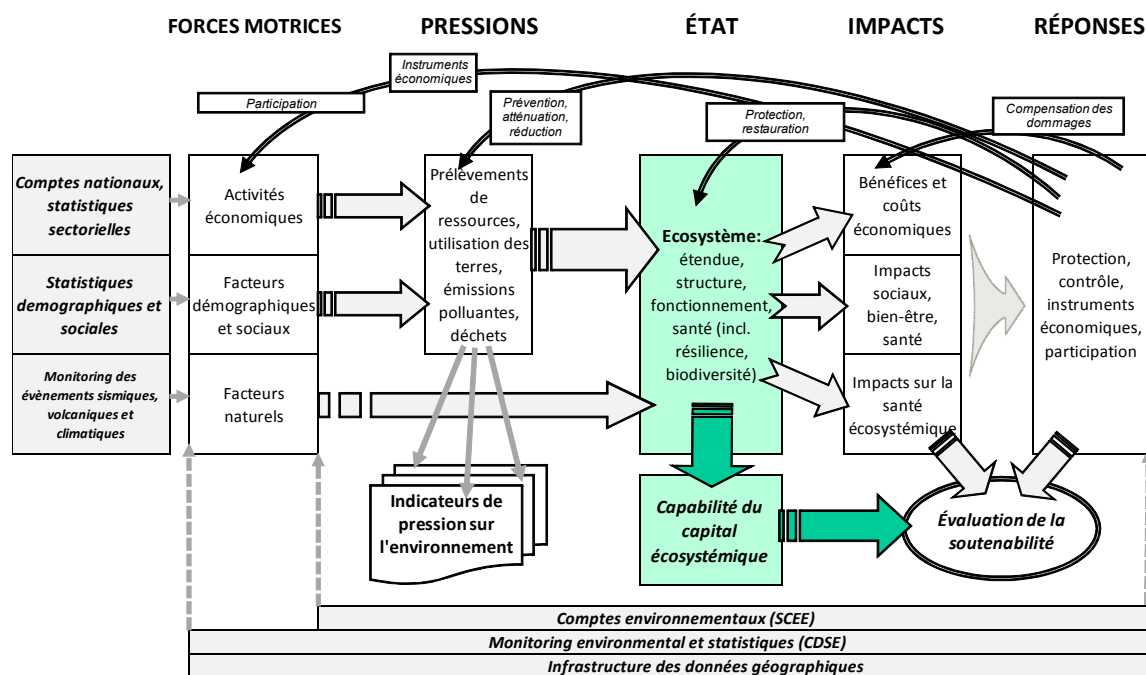 FORCES MOTRICES
PRESSIONS
ÉTAT
IMPACTS
RÉPONSES
Instruments
économiques
Participation
Prévention,
atténuation,
réduction
Protection,
restauration
Compensation des
dommages
Comptes nationaux,
statistiques
sectorielles
Statistiques
demographiques et
sociales
Monitoring des
évènements sismiques,
volcaniques et
climatiques
Activités
économiques
Facteurs
démographiques
et sociaux
Facteurs
naturels
Prélèvements de
ressources,
utilisation des
terres,
émissions
polluantes,
déchets
Ecosystème:
étendue,
structure,
fonctionnement,
santé (incl.
résilience,
biodiversité)
Bénéfices et
coûts
économiques
Impacts
sociaux,
bien-être,
santé
Impacts sur la
santé
écosystémique
Protection,
contrôle,
instruments
économiques,
participation
Indicateurs de
pression sur
l'environnement
Capabilité du
capital
écosystémique
Évaluation de la
soutenabilité
Comptes environnementaux (SCEE)
Monitoring environmental et statistiques (CDSE)
Infrastructure des données géographiques